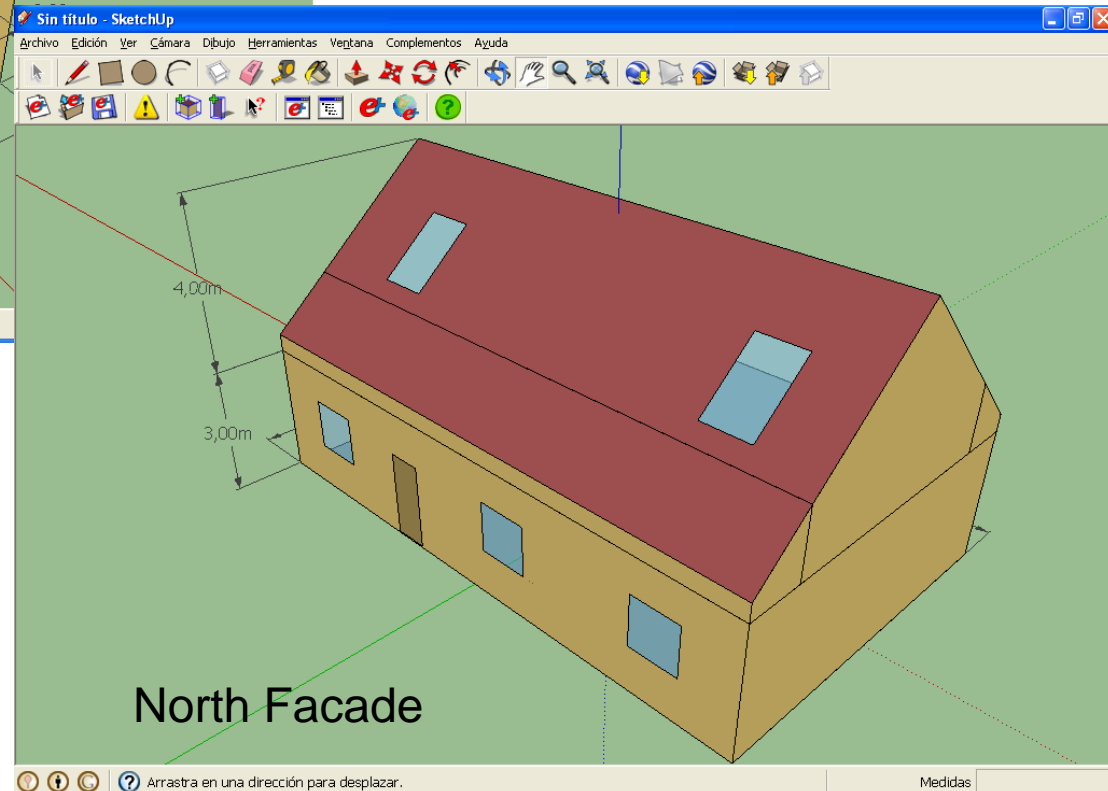 Sin título - SketchUp
Archivo Edición Ver Cámara Dibujo Herramientas Ventana Complementos Ayuda
4,00m
3,00m
North Facade
Arrastra en una dirección para desplazar.
Medidas